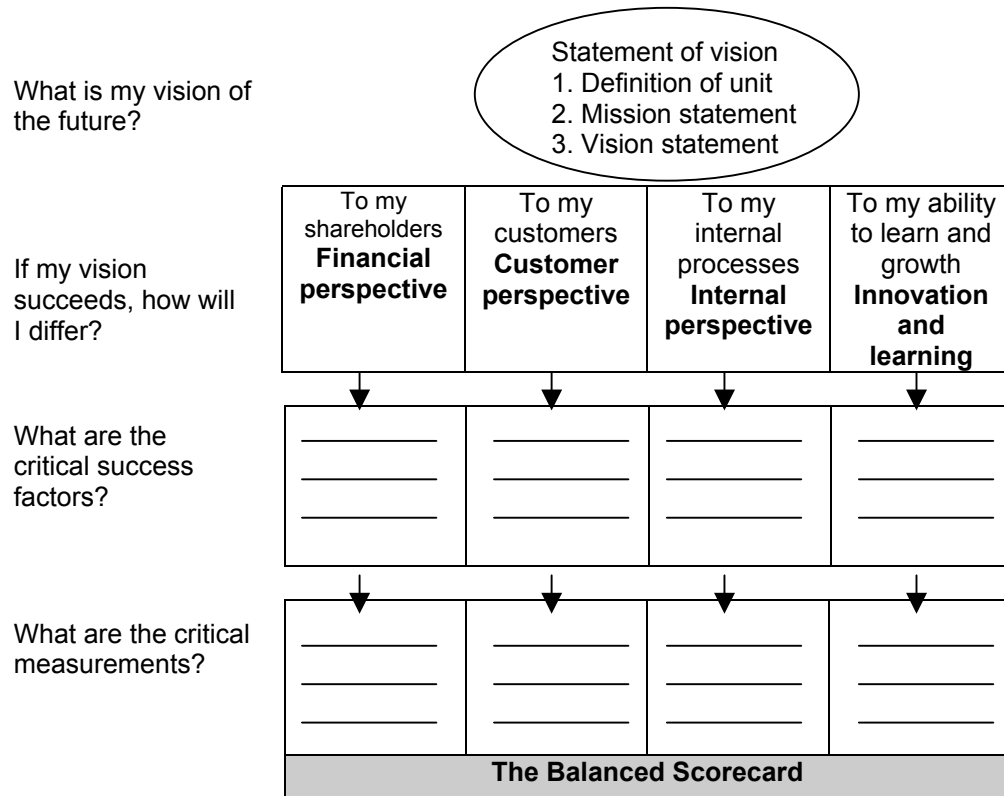 Statement of vision
1. Definition of unit
2. Mission statement
3. Vision statement
What is my vision of
the future?
To my
shareholders
Financial
perspective
To my
customers
Customer
perspective
To my
internal
processes
Internal
perspective
To my ability
to learn and
growth
Innovation
and
learning
If my vision
succeeds, how will
I differ?
What are the
critical success
factors?
What are the critical
measurements?
The Balanced Scorecard